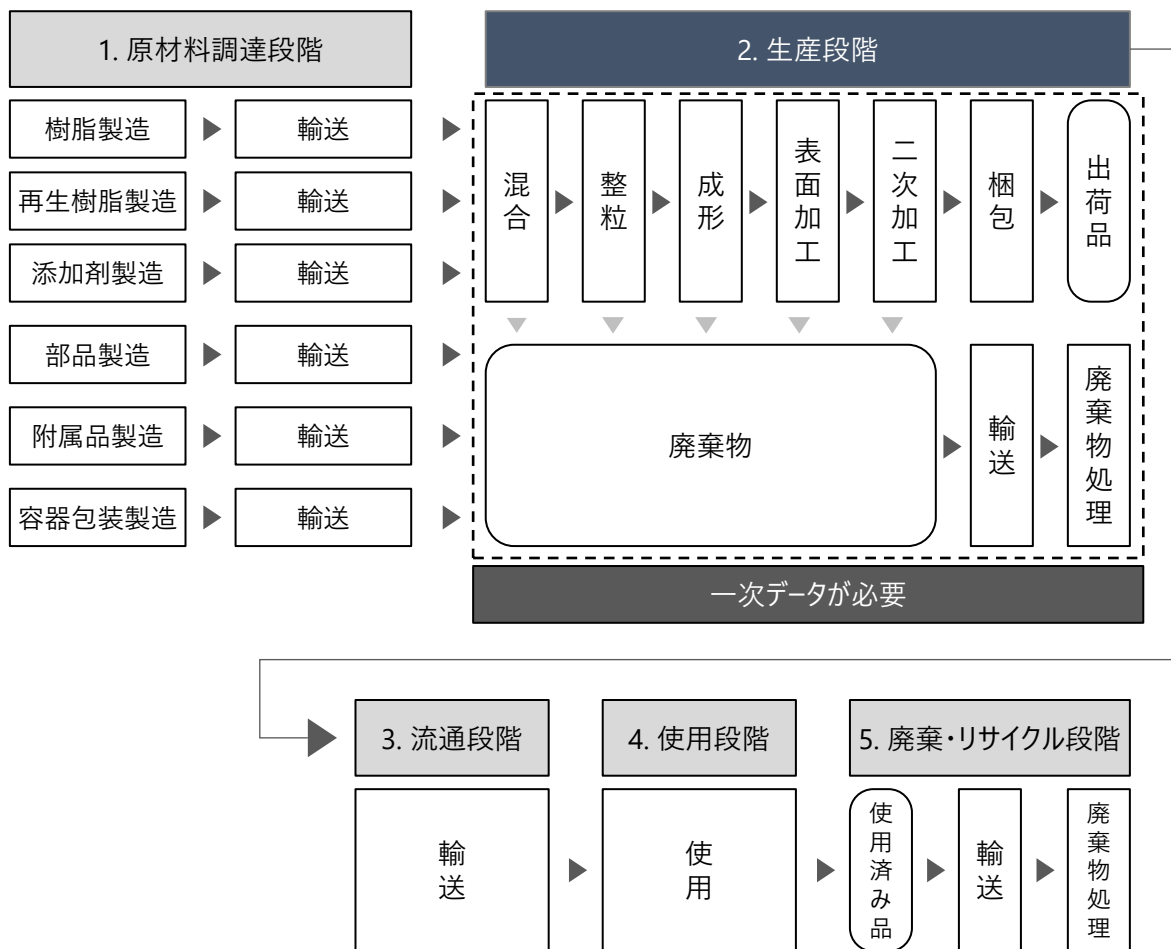 1. 原材料調達段階
樹脂製造
輸送
再生樹脂製造
輸送
添加剤製造
輸送
部品製造
輸送
附属品製造
輸送
容器包装製造
輸送
2. 生産段階
混合
整粒
成形
表面加工
二次加工
梱包
出荷品
廃棄物
輸送
廃棄物処理
一次データが必要
3. 流通段階
輸送
4. 使用段階
使用
5. 廃棄・リサイクル段階
使用済み品
輸送
廃棄物処理